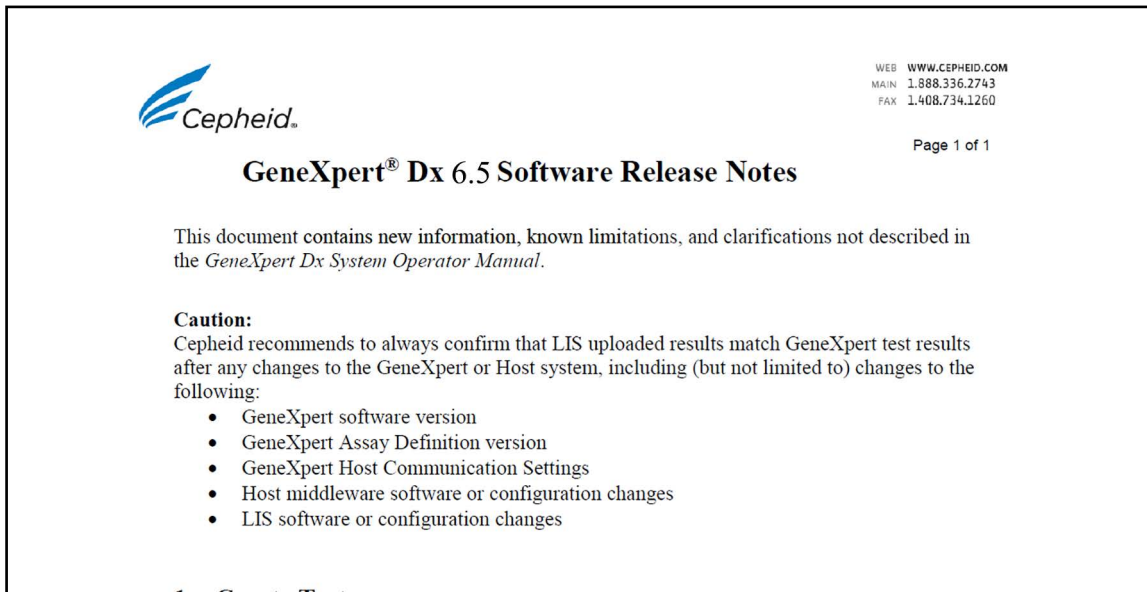 Cepheid®
WEB WWW.CEPHEID.COM
MAIN 1.888.336.2743
FAX 1.408.734.1260
Page 1 of 1
GeneXpert® Dx 6.5 Software Release Notes
This document contains new information, known limitations, and clarifications not described in
the GeneXpert Dx System Operator Manual.
Caution:
Cepheid recommends to always confirm that LIS uploaded results match GeneXpert test results
after any changes to the GeneXpert or Host system, including (but not limited to) changes to the
following:
• GeneXpert software version
• GeneXpert Assay Definition version
• GeneXpert Host Communication Settings
• Host middleware software or configuration changes
• LIS software or configuration changes